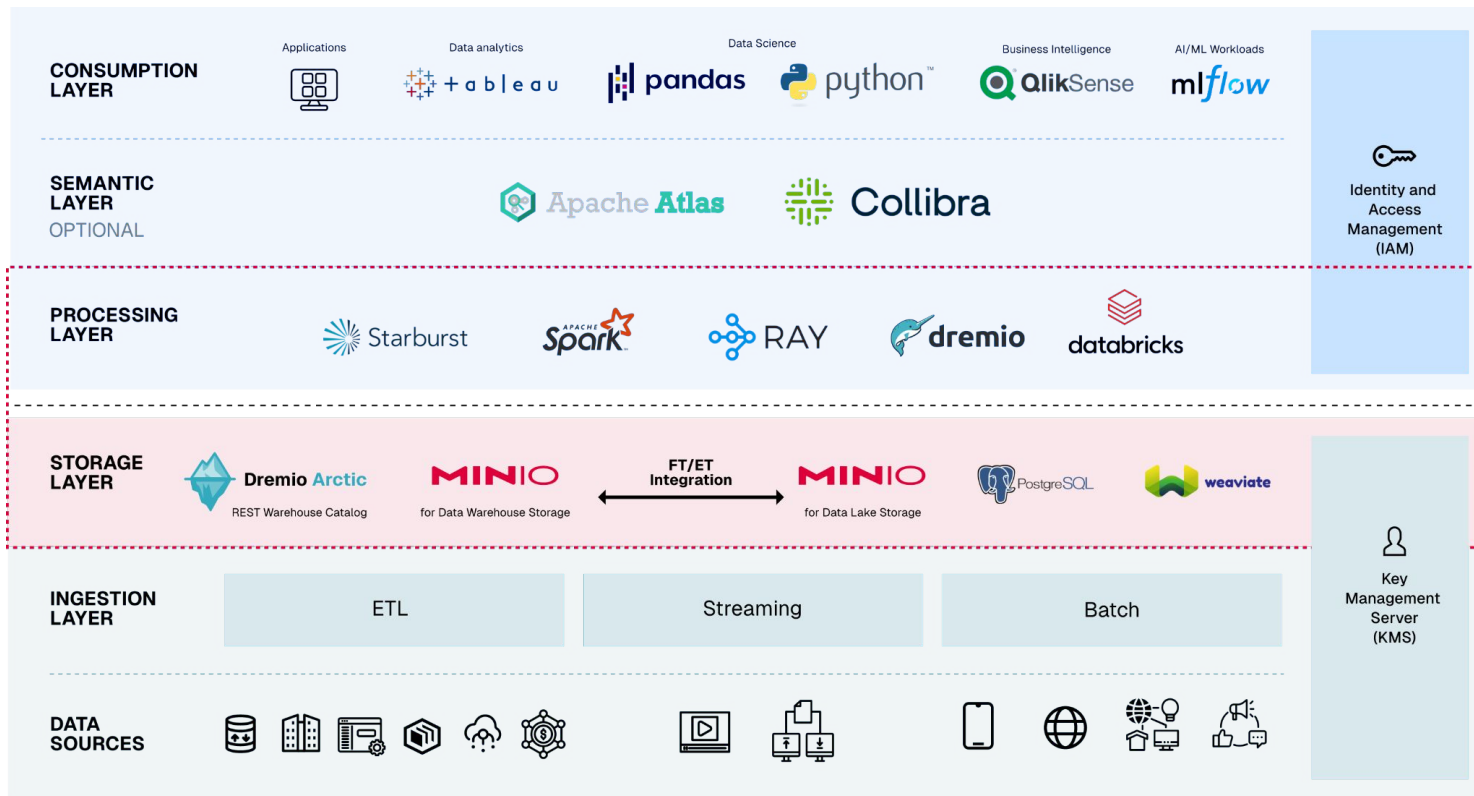 CONSUMPTION
LAYER
Applications
Data analytics
+ableau
Data Science
pandas
python™
Business Intelligence
QlikSense
AI/ML Workloads
mlflow
SEMANTIC
LAYER
OPTIONAL
Apache Atlas
Collibra
Identity and
Access
Management
(IAM)
PROCESSING
LAYER
Starburst
APACHE
Spark
RAY
dremio
databricks
STORAGE
LAYER
Dremio Arctic
REST Warehouse Catalog
MINIO
for Data Warehouse Storage
FT/ET
Integration
MINIO
for Data Lake Storage
PostgreSQL
weaviate
INGESTION
LAYER
ETL
Streaming
Batch
Key
Management
Server
(KMS)
DATA
SOURCES